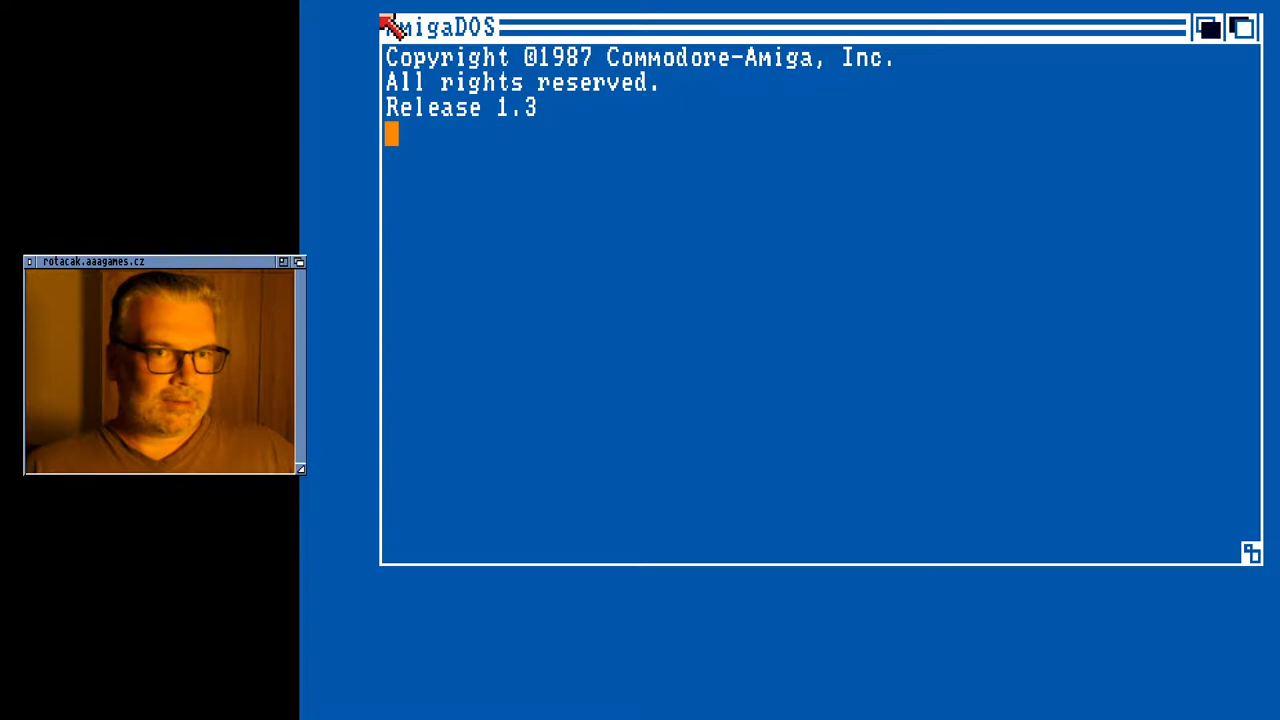 AmigaDOS
Copyright @1987 Commodore-Amiga, Inc.
All rights reserved.
Release 1.3
rotacak.aaagames.cz